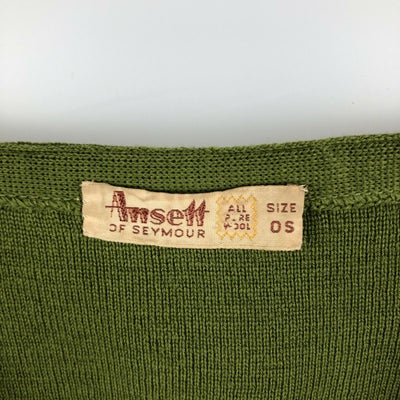 Ansett
OF SEYMOUR
ALL
PURE
WOOL
SIZE
OS